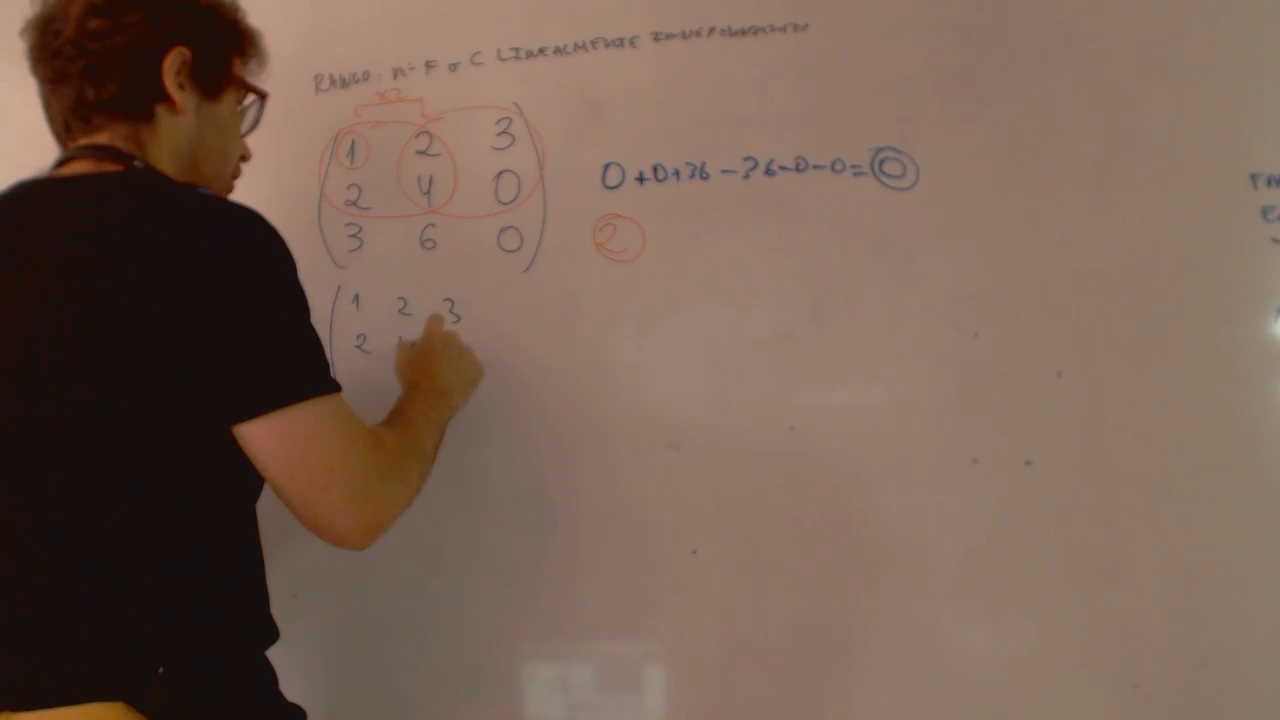 RANGO: nº F o C LINEALMENTE INDEPENDIENTES
x2
1 2 3
2 4 0
3 6 0
0+0+36-36-0-0=0
2
1 2 3
2